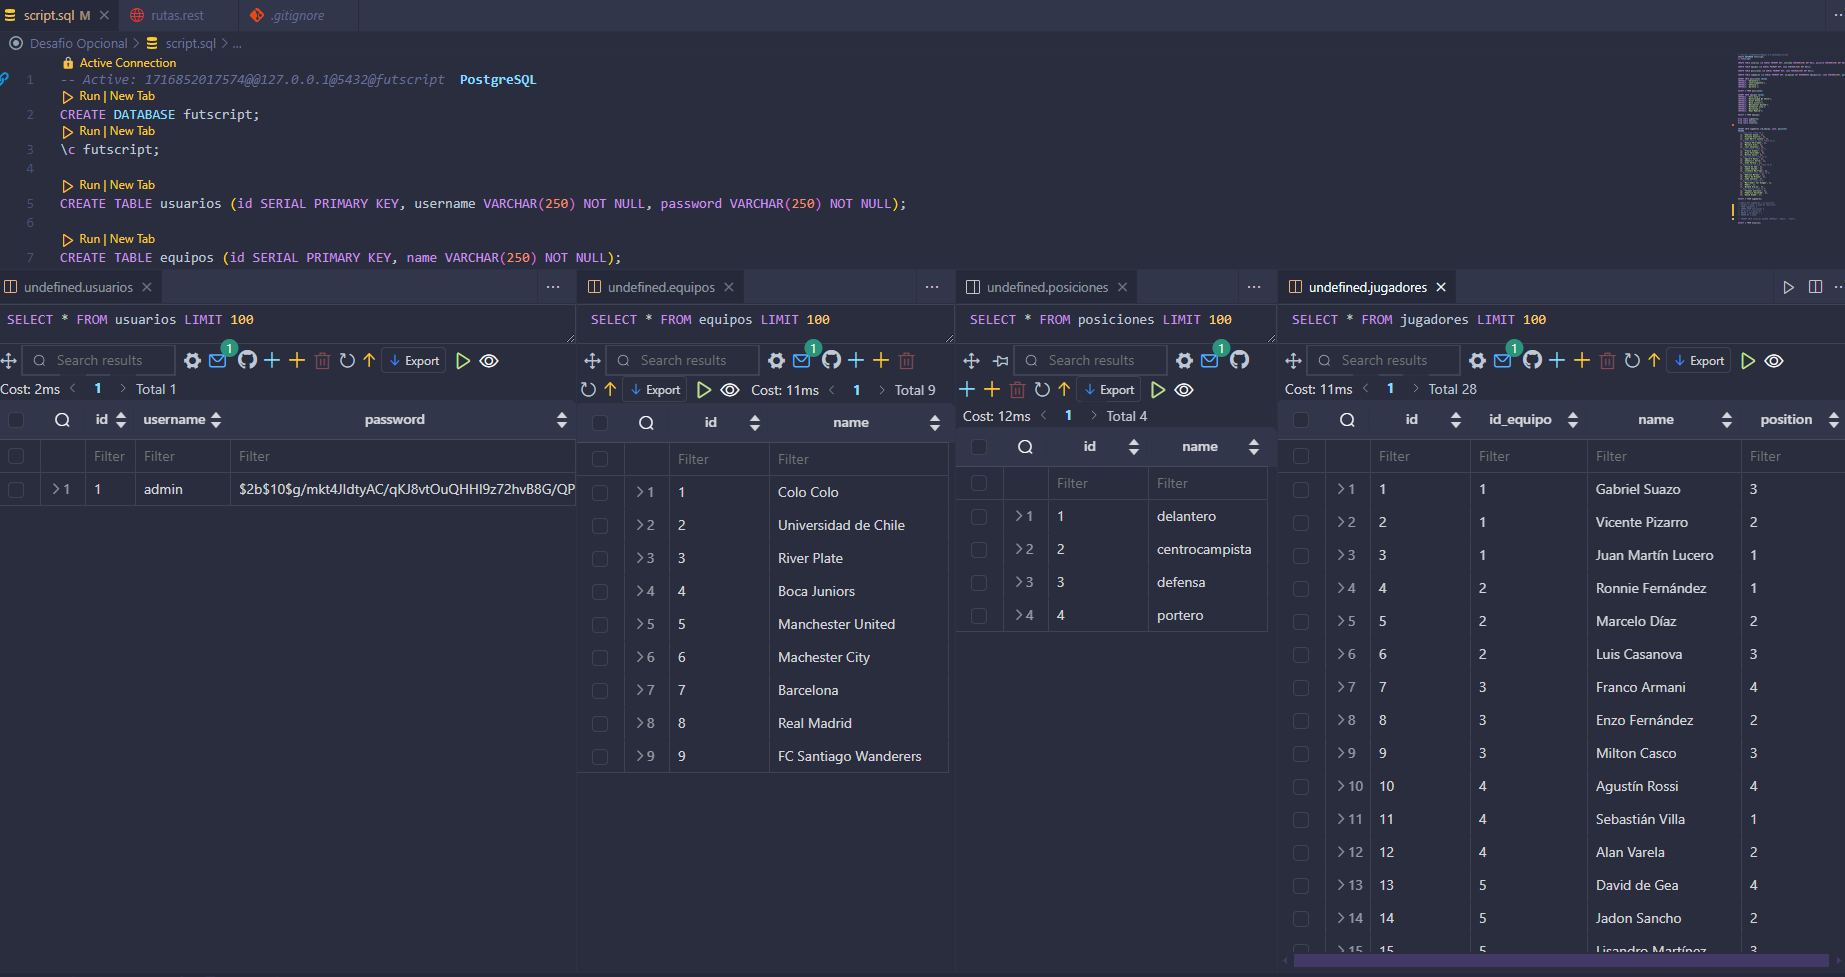 script.sql M
rutas.rest
.gitignore
Desafio Opcional > script.sql > ...
Active Connection
1 -- Active: 1716852017574@@127.0.0.1@5432@futscript PostgreSQL
Run | New Tab
2 CREATE DATABASE futscript;
Run | New Tab
3 \c futscript;
4
Run | New Tab
5 CREATE TABLE usuarios (id SERIAL PRIMARY KEY, username VARCHAR(250) NOT NULL, password VARCHAR(250) NOT NULL);
6
Run | New Tab
7 CREATE TABLE equipos (id SERIAL PRIMARY KEY, name VARCHAR(250) NOT NULL);
undefined.usuarios
SELECT * FROM usuarios LIMIT 100
Search results
1
Export
Cost: 2ms < 1 > Total 1
id username password
Filter Filter Filter
1 1 admin $2b$10$g/mkt4JldtyAC/qKJ8vtOuQHHI9z72hvB8G/QP
undefined.equipos
SELECT * FROM equipos LIMIT 100
Search results
1
Export Cost: 11ms < 1 > Total 9
id name
Filter Filter
1 1 Colo Colo
2 2 Universidad de Chile
3 3 River Plate
4 4 Boca Juniors
5 5 Manchester United
6 6 Machester City
7 7 Barcelona
8 8 Real Madrid
9 9 FC Santiago Wanderers
undefined.posiciones
SELECT * FROM posiciones LIMIT 100
Search results
1
Export
Cost: 12ms < 1 > Total 4
id name
Filter Filter
1 1 delantero
2 2 centrocampista
3 3 defensa
4 4 portero
undefined.jugadores
SELECT * FROM jugadores LIMIT 100
Search results
1
Export
Cost: 11ms < 1 > Total 28
id id_equipo name position
Filter Filter Filter Filter
1 1 1 Gabriel Suazo 3
2 2 1 Vicente Pizarro 2
3 3 1 Juan Martín Lucero 1
4 4 2 Ronnie Fernández 1
5 5 2 Marcelo Díaz 2
6 6 2 Luis Casanova 3
7 7 3 Franco Armani 4
8 8 3 Enzo Fernández 2
9 9 3 Milton Casco 3
10 10 4 Agustín Rossi 4
11 11 4 Sebastián Villa 1
12 12 4 Alan Varela 2
13 13 5 David de Gea 4
14 14 5 Jadon Sancho 2
15 15 5 Lisandro Martínez 3